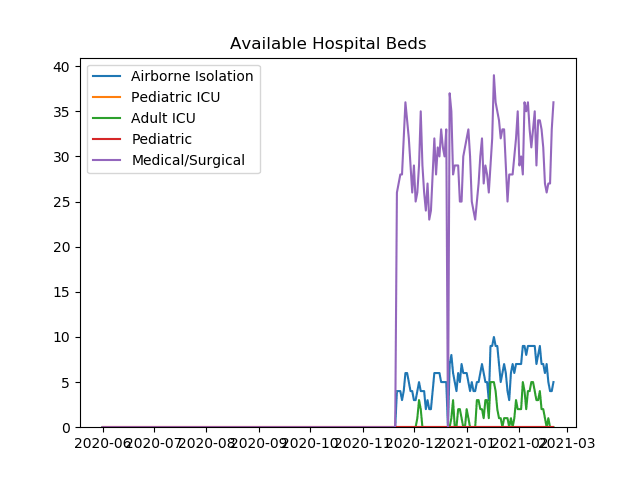 Available Hospital Beds
Airborne Isolation
Pediatric ICU
Adult ICU
Pediatric
Medical/Surgical
40
35
30
25
20
15
10
5
0
2020-06 2020-07 2020-08 2020-09 2020-10 2020-11 2020-12 2021-01 2021-02 2021-03